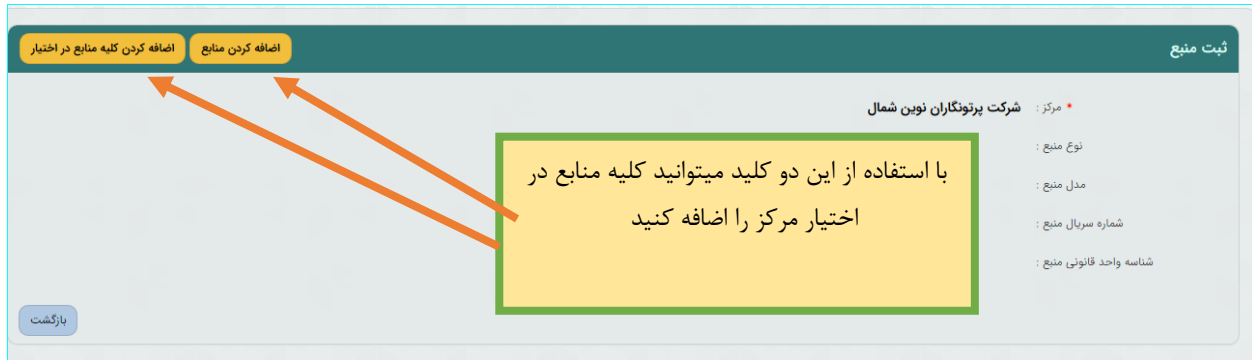 ثبت منبع
اضافه کردن منابع
اضافه کردن کلیه منابع در اختیار
* مرکز : شرکت پرتونگاران نوین شمال
نوع منبع :
مدل منبع :
شماره سریال منبع :
شناسه واحد قانونی منبع :
با استفاده از این دو کلید میتوانید کلیه منابع در
اختیار مرکز را اضافه کنید
بازگشت